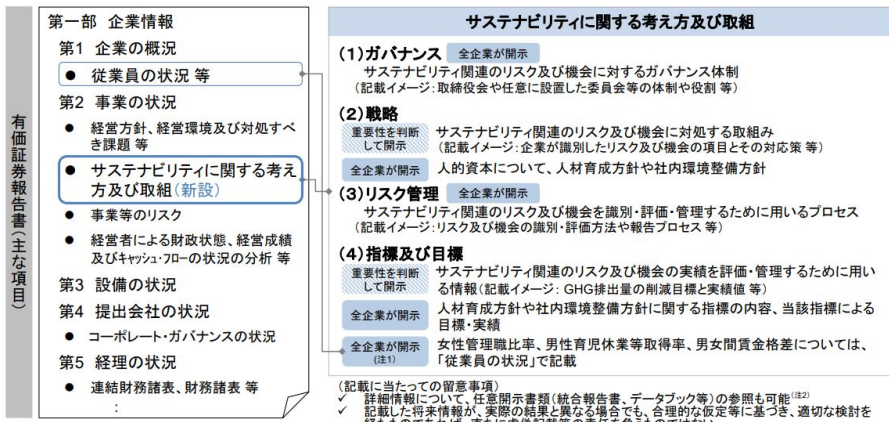 有価証券報告書(主な項目)
第一部 企業情報
第1 企業の概況
● 従業員の状況 等
第2 事業の状況
● 経営方針、経営環境及び対処すべ
き課題 等
● サステナビリティに関する考え
方及び取組(新設)
● 事業等のリスク
● 経営者による財政状態、経営成績
及びキャッシュ・フローの状況の分析 等
第3 設備の状況
第4 提出会社の状況
● コーポレート・ガバナンスの状況
第5 経理の状況
● 連結財務諸表、財務諸表 等
:
サステナビリティに関する考え方及び取組
(1)ガバナンス 全企業が開示
サステナビリティ関連のリスク及び機会に対するガバナンス体制
(記載イメージ:取締役会や任意に設置した委員会等の体制や役割 等)
(2)戦略
重要性を判断
して開示
サステナビリティ関連のリスク及び機会に対処する取組み
(記載イメージ:企業が識別したリスク及び機会の項目とその対応策 等)
全企業が開示 人的資本について、人材育成方針や社内環境整備方針
(3)リスク管理 全企業が開示
サステナビリティ関連のリスク及び機会を識別・評価・管理するために用いるプロセス
(記載イメージ:リスク及び機会の識別・評価方法や報告プロセス 等)
(4)指標及び目標
重要性を判断
して開示
サステナビリティ関連のリスク及び機会の実績を評価・管理するために用い
る情報(記載イメージ: GHG排出量の削減目標と実績値 等)
全企業が開示
人材育成方針や社内環境整備方針に関する指標の内容、当該指標による
目標・実績
全企業が開示
(注1)
女性管理職比率、男性育児休業等取得率、男女間賃金格差については、
「従業員の状況」で記載
(記載に当たっての留意事項)
✓ 詳細情報について、任意開示書類(統合報告書、データブック等)の参照も可能(注2)
✓ 記載した将来情報が、実際の結果と異なる場合でも、合理的な仮定等に基づき、適切な検討を